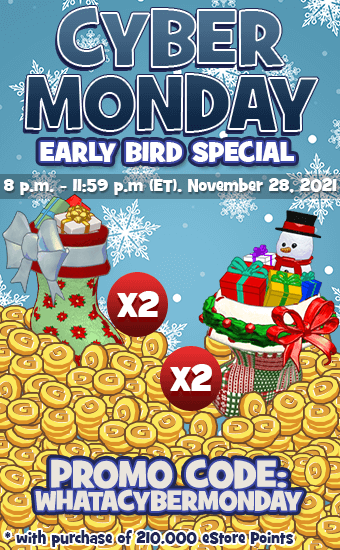 CYBER
MONDAY
EARLY BIRD SPECIAL
8 p.m. - 11:59 p.m (ET), November 28, 2021
X2
X2
PROMO CODE:
WHATACYBERMONDAY
* with purchase of 210,000 eStore Points